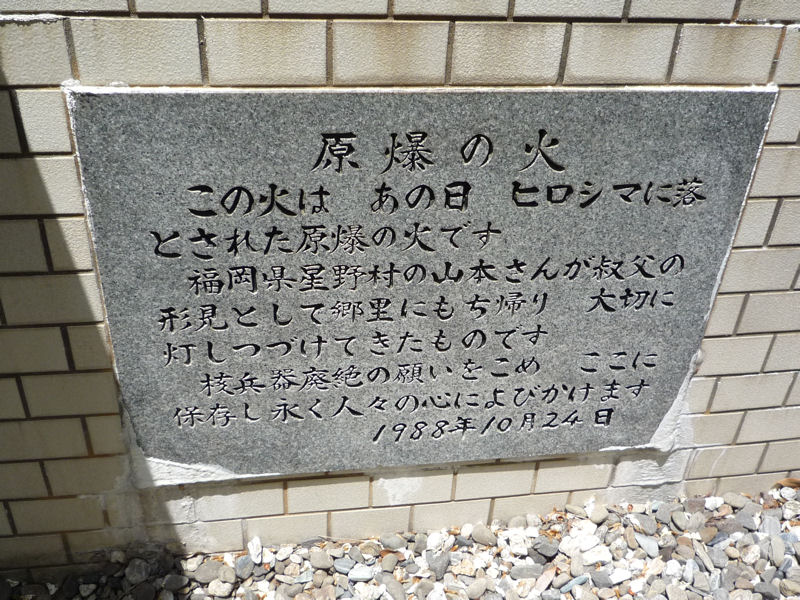 原爆の火
この火は　あの日　ヒロシマに落
とされた原爆の火です
福岡県星野村の山本さんが叔父の
形見として郷里にもち帰り　大切に
灯しつづけてきたものです
核兵器廃絶の願いをこめ　ここに
保存し永く人々の心によびかけます
1988年10月24日